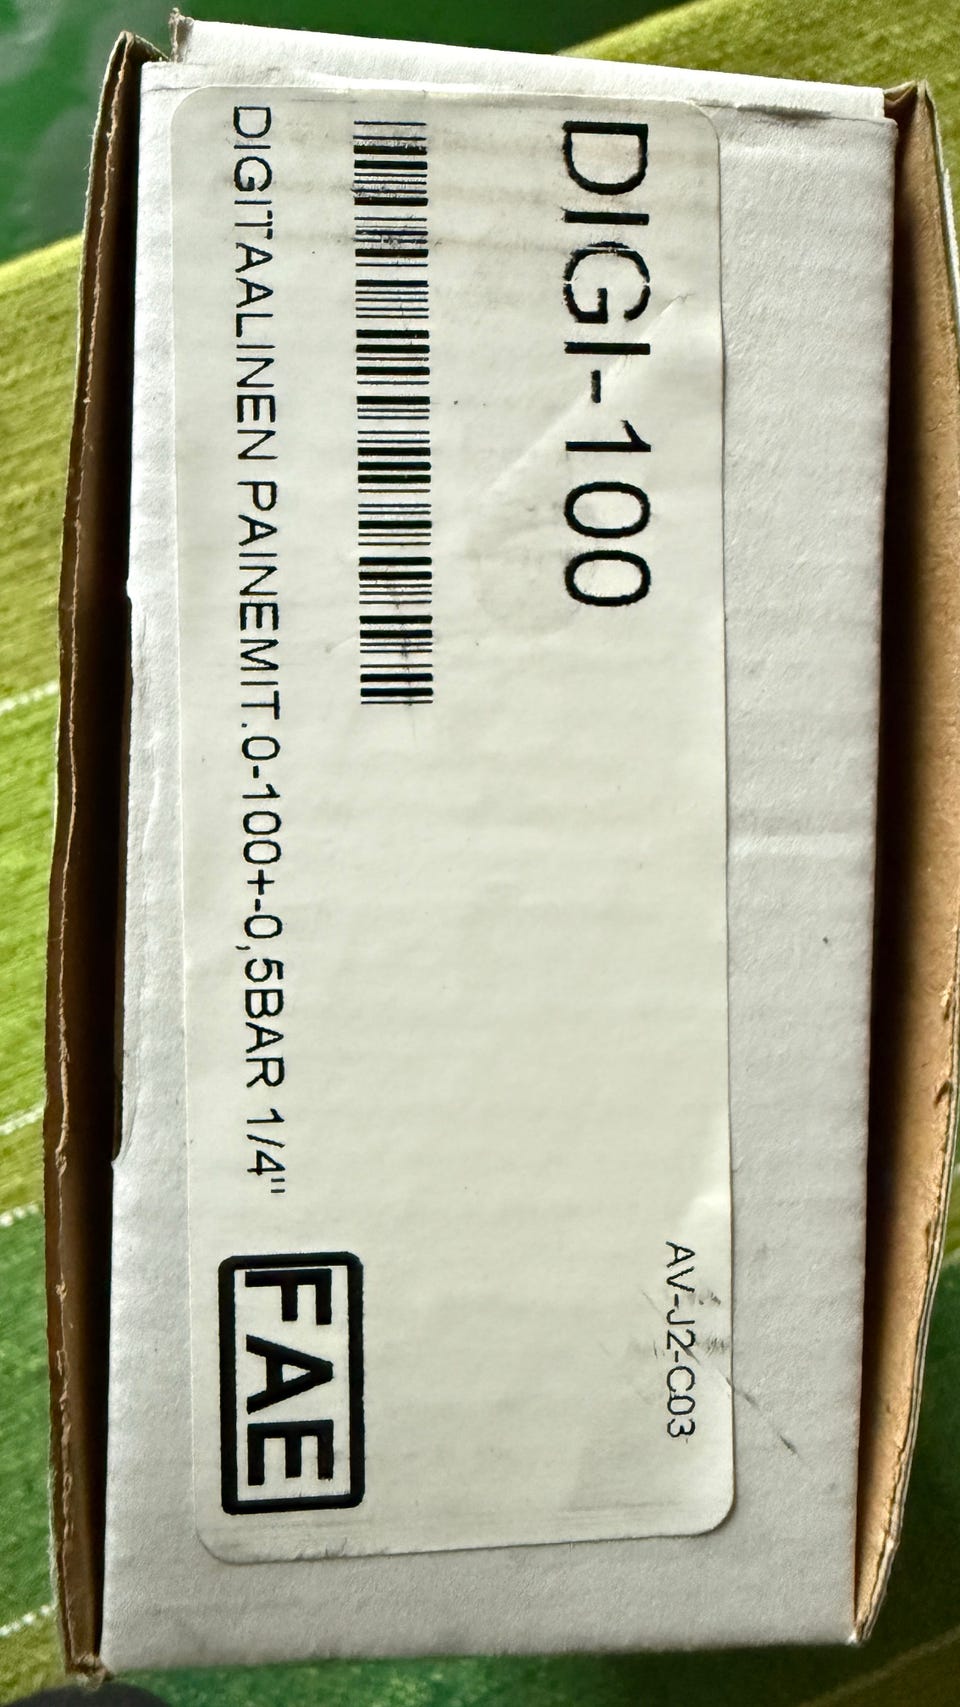 AV-J2-C03
DIGI-100
DIGITAALINEN PAINEMIT.0-100+-0,5BAR 1/4"
FAE